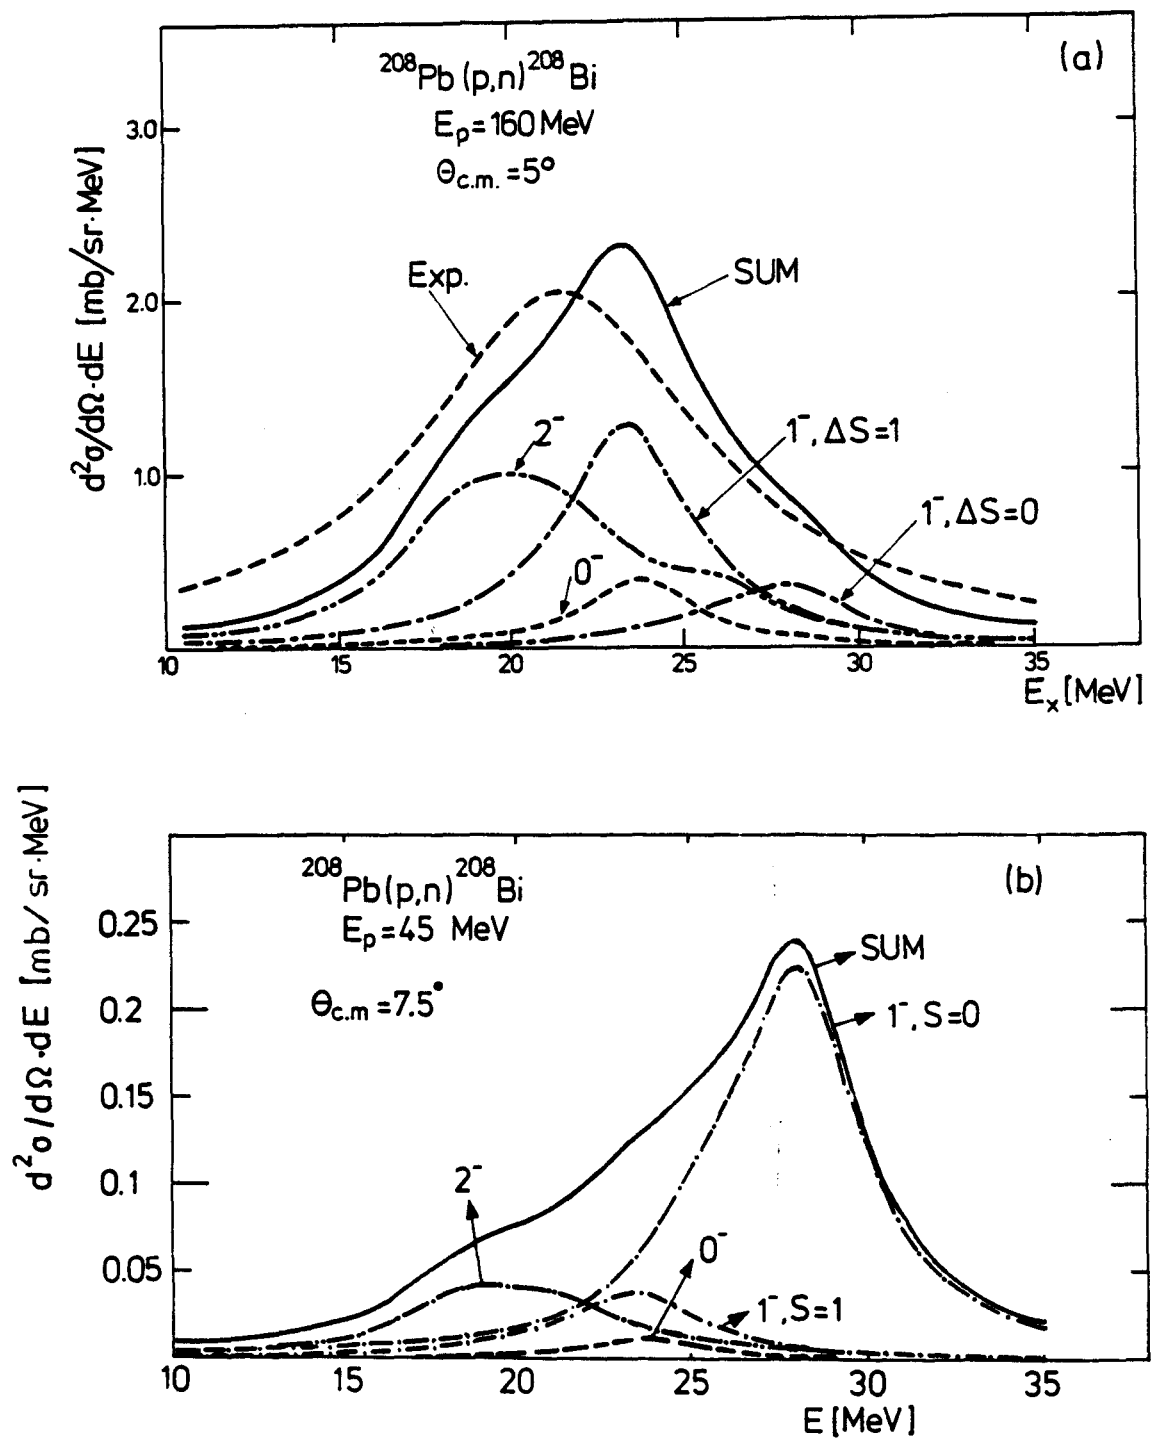 (a)
²⁰⁸Pb(p,n)²⁰⁸Bi
Eₚ=160 MeV
Θc.m.=5°
d²σ/dΩ·dE [mb/sr·MeV]
3.0
2.0
1.0
Exp.
SUM
2⁻
1⁻, ΔS=1
1⁻, ΔS=0
0⁻
10 15 20 25 30 35
Eₓ [MeV]
(b)
²⁰⁸Pb(p,n)²⁰⁸Bi
Eₚ=45 MeV
Θc.m=7.5°
d²σ/dΩ·dE [mb/sr·MeV]
0.25
0.2
0.15
0.1
0.05
SUM
1⁻, S=0
2⁻
0⁻
1⁻, S=1
10 15 20 25 30 35
E [MeV]